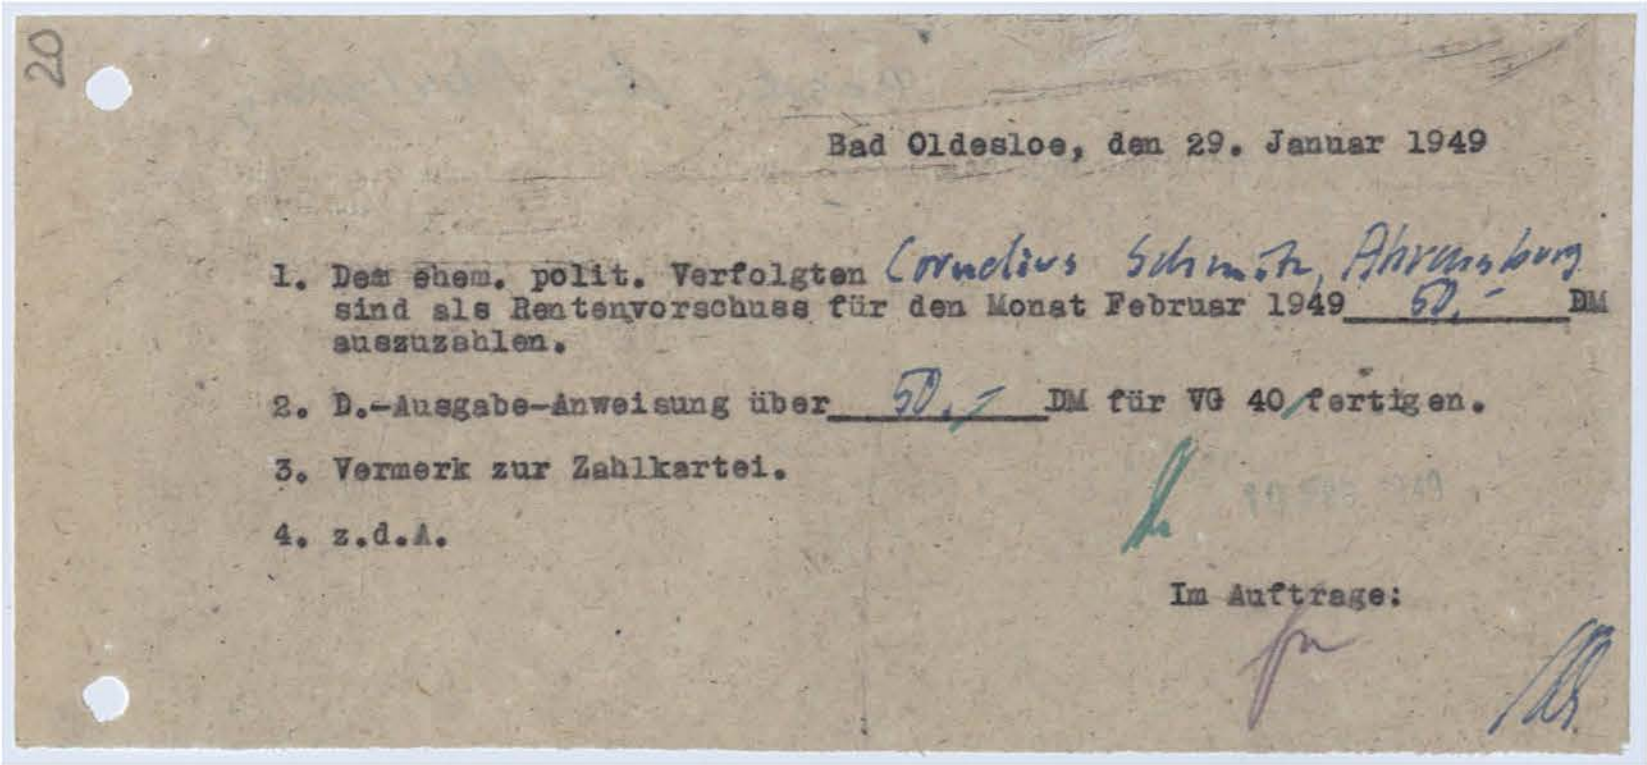 20
Bad Oldesloe, den 29. Januar 1949
1. Dem ehem. polit. Verfolgten Cornelius Schmitz, Ahrensburg
sind als Rentenvorschuss für den Monat Februar 1949 50.- DM
auszuzahlen.
2. D.-Ausgabe-Anweisung über 50.- DM für VG 40 fertigen.
3. Vermerk zur Zahlkartei.
4. z.d.A.
Im Auftrage: